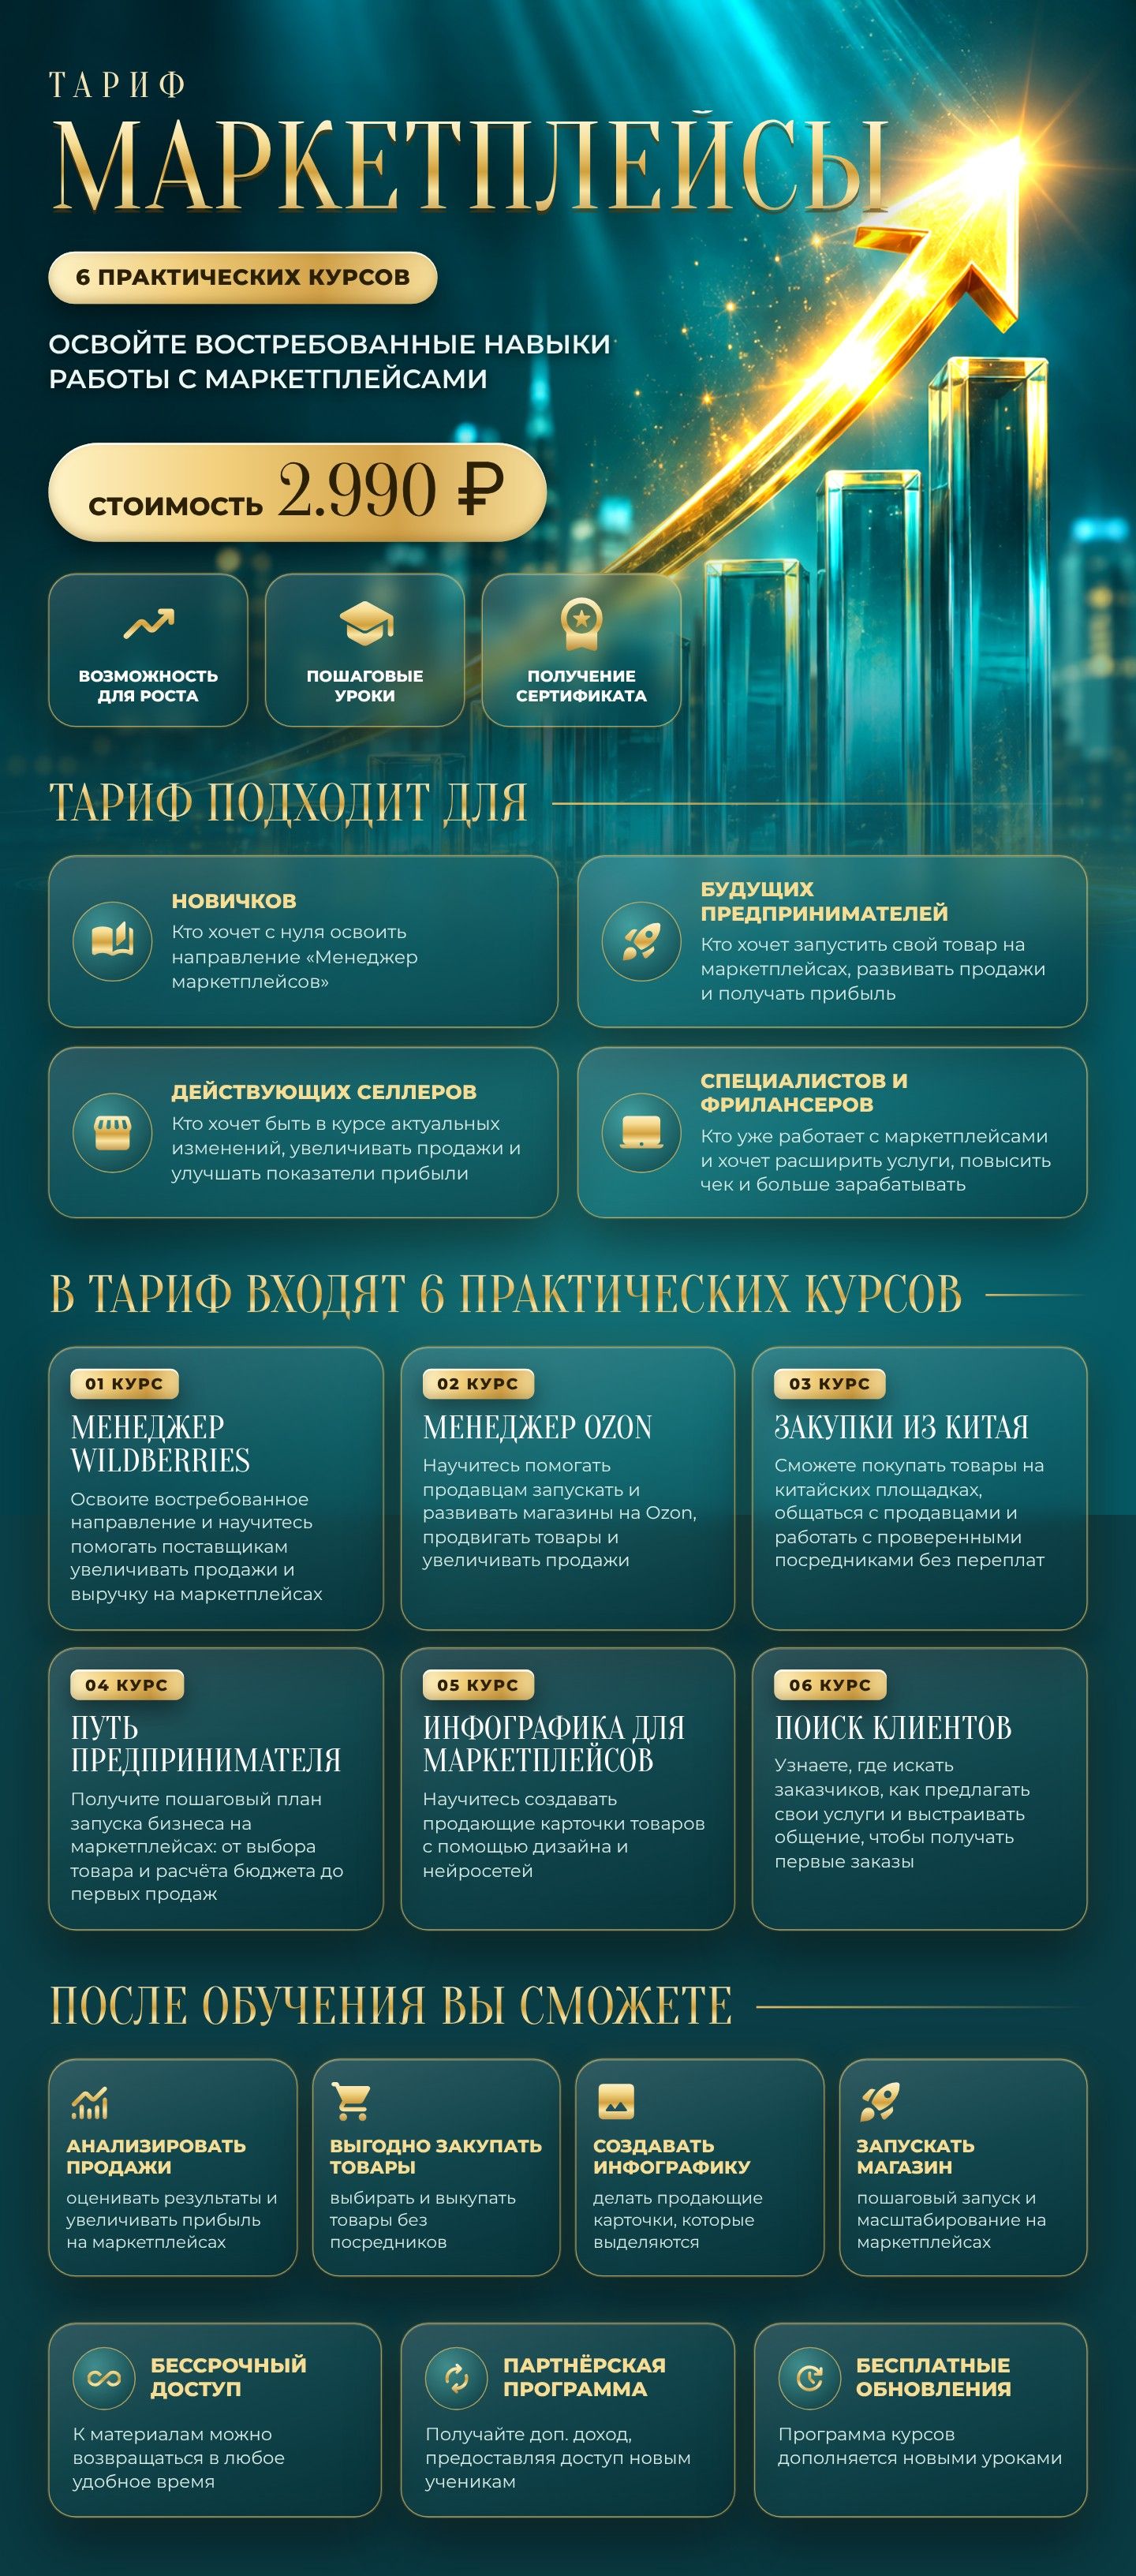 ТАРИФ
МАРКЕТПЛЕЙСЫ
6 ПРАКТИЧЕСКИХ КУРСОВ
ОСВОЙТЕ ВОСТРЕБОВАННЫЕ НАВЫКИ
РАБОТЫ С МАРКЕТПЛЕЙСАМИ
стоимость 2.990 ₽
ВОЗМОЖНОСТЬ
ДЛЯ РОСТА
ПОШАГОВЫЕ
УРОКИ
ПОЛУЧЕНИЕ
СЕРТИФИКАТА
ТАРИФ ПОДХОДИТ ДЛЯ
НОВИЧКОВ
Кто хочет с нуля освоить
направление «Менеджер
маркетплейсов»
БУДУЩИХ
ПРЕДПРИНИМАТЕЛЕЙ
Кто хочет запустить свой товар на
маркетплейсах, развивать продажи
и получать прибыль
ДЕЙСТВУЮЩИХ СЕЛЛЕРОВ
Кто хочет быть в курсе актуальных
изменений, увеличивать продажи и
улучшать показатели прибыли
СПЕЦИАЛИСТОВ И
ФРИЛАНСЕРОВ
Кто уже работает с маркетплейсами
и хочет расширить услуги, повысить
чек и больше зарабатывать
В ТАРИФ ВХОДЯТ 6 ПРАКТИЧЕСКИХ КУРСОВ
01 КУРС
МЕНЕДЖЕР
WILDBERRIES
Освоите востребованное
направление и научитесь
помогать поставщикам
увеличивать продажи и
выручку на маркетплейсах
02 КУРС
МЕНЕДЖЕР OZON
Научитесь помогать
продавцам запускать и
развивать магазины на Ozon,
продвигать товары и
увеличивать продажи
03 КУРС
ЗАКУПКИ ИЗ КИТАЯ
Сможете покупать товары на
китайских площадках,
общаться с продавцами и
работать с проверенными
посредниками без переплат
04 КУРС
ПУТЬ
ПРЕДПРИНИМАТЕЛЯ
Получите пошаговый план
запуска бизнеса на
маркетплейсах: от выбора
товара и расчёта бюджета до
первых продаж
05 КУРС
ИНФОГРАФИКА ДЛЯ
МАРКЕТПЛЕЙСОВ
Научитесь создавать
продающие карточки товаров
с помощью дизайна и
нейросетей
06 КУРС
ПОИСК КЛИЕНТОВ
Узнаете, где искать
заказчиков, как предлагать
свои услуги и выстраивать
общение, чтобы получать
первые заказы
ПОСЛЕ ОБУЧЕНИЯ ВЫ СМОЖЕТЕ
АНАЛИЗИРОВАТЬ
ПРОДАЖИ
оценивать результаты и
увеличивать прибыль
на маркетплейсах
ВЫГОДНО ЗАКУПАТЬ
ТОВАРЫ
выбирать и выкупать
товары без
посредников
СОЗДАВАТЬ
ИНФОГРАФИКУ
делать продающие
карточки, которые
выделяются
ЗАПУСКАТЬ
МАГАЗИН
пошаговый запуск и
масштабирование на
маркетплейсах
БЕССРОЧНЫЙ
ДОСТУП
К материалам можно
возвращаться в любое
удобное время
ПАРТНЁРСКАЯ
ПРОГРАММА
Получайте доп. доход,
предоставляя доступ новым
ученикам
БЕСПЛАТНЫЕ
ОБНОВЛЕНИЯ
Программа курсов
дополняется новыми уроками